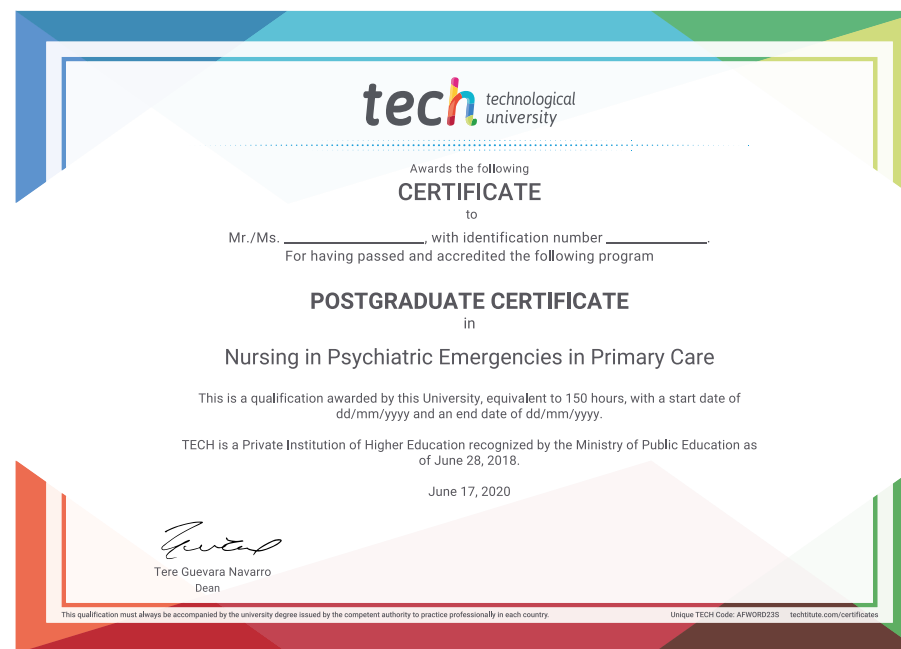 tech technological
university
Awards the following
CERTIFICATE
to
Mr./Ms. ____________________, with identification number ______________.
For having passed and accredited the following program
POSTGRADUATE CERTIFICATE
in
Nursing in Psychiatric Emergencies in Primary Care
This is a qualification awarded by this University, equivalent to 150 hours, with a start date of
dd/mm/yyyy and an end date of dd/mm/yyyy.
TECH is a Private Institution of Higher Education recognized by the Ministry of Public Education as
of June 28, 2018.
June 17, 2020
Tere Guevara Navarro
Dean
This qualification must always be accompanied by the university degree issued by the competent authority to practice professionally in each country. Unique TECH Code: AFWORD23S techtitute.com/certificates